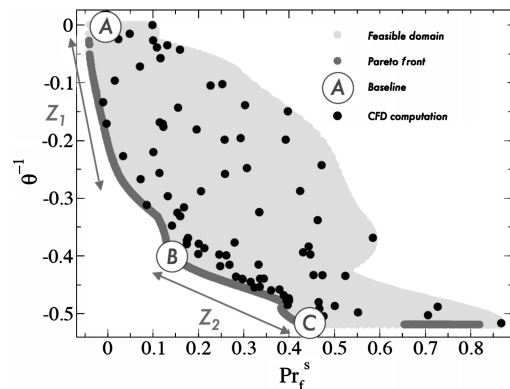 0
-0.1
-0.2
-0.3
-0.4
-0.5
θ⁻¹
A
Z₁
B
Z₂
C
Feasible domain
Pareto front
A Baseline
CFD computation
0 0.1 0.2 0.3 0.4 0.5 0.6 0.7 0.8
Pr_f^s